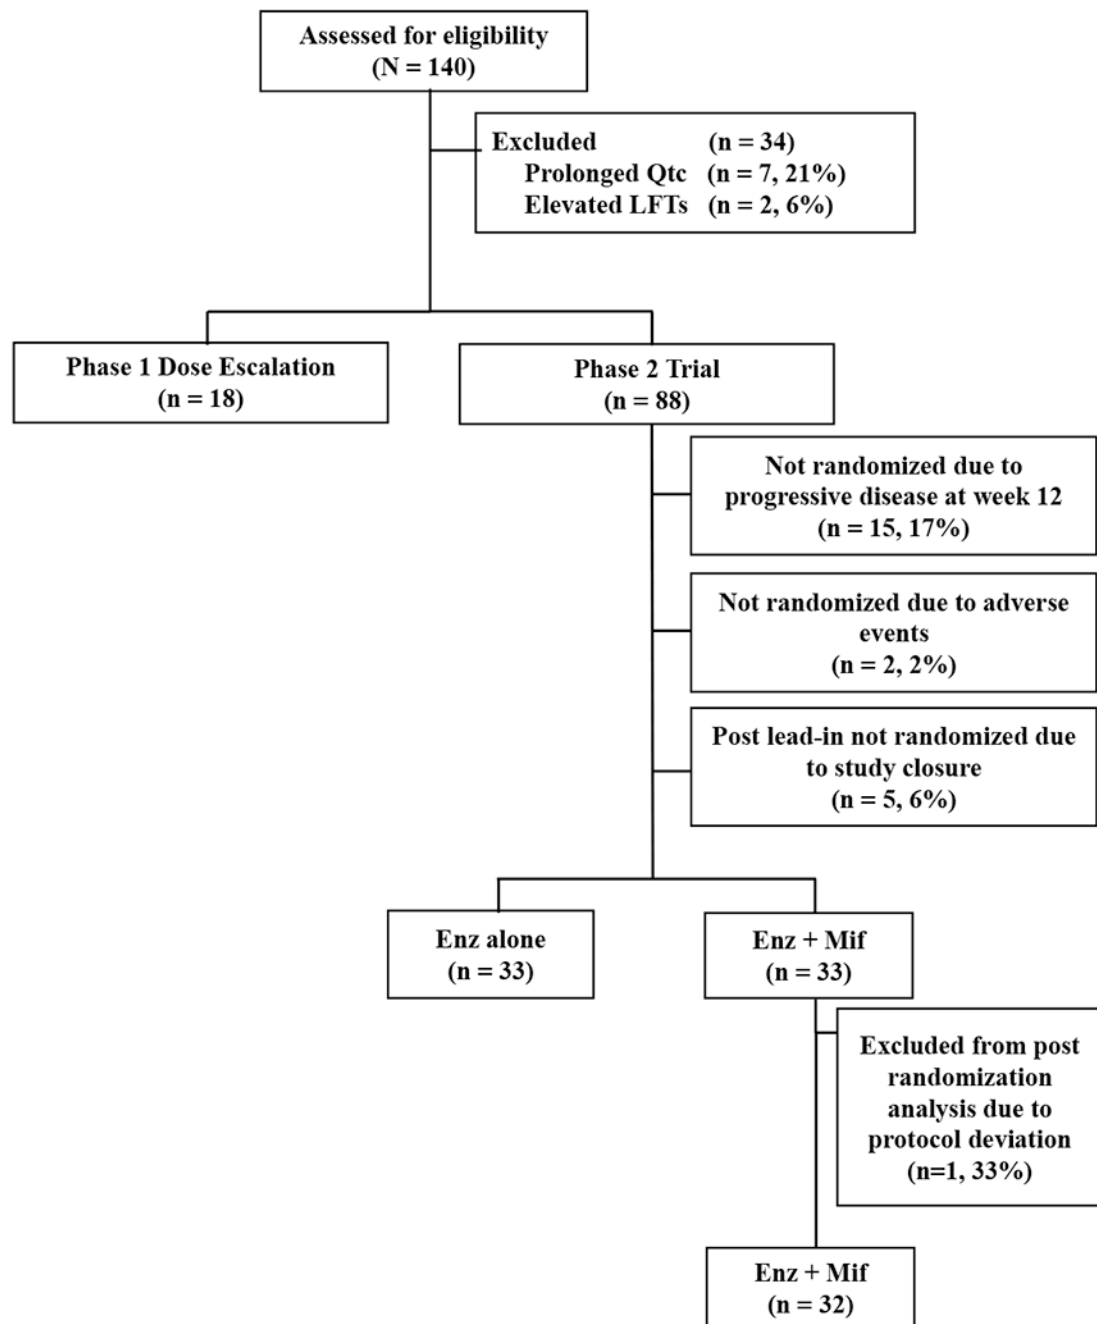 Assessed for eligibility
(N = 140)
Excluded (n = 34)
Prolonged Qtc (n = 7, 21%)
Elevated LFTs (n = 2, 6%)
Phase 1 Dose Escalation
(n = 18)
Phase 2 Trial
(n = 88)
Not randomized due to
progressive disease at week 12
(n = 15, 17%)
Not randomized due to adverse
events
(n = 2, 2%)
Post lead-in not randomized due
to study closure
(n = 5, 6%)
Enz alone
(n = 33)
Enz + Mif
(n = 33)
Excluded from post
randomization
analysis due to
protocol deviation
(n=1, 33%)
Enz + Mif
(n = 32)